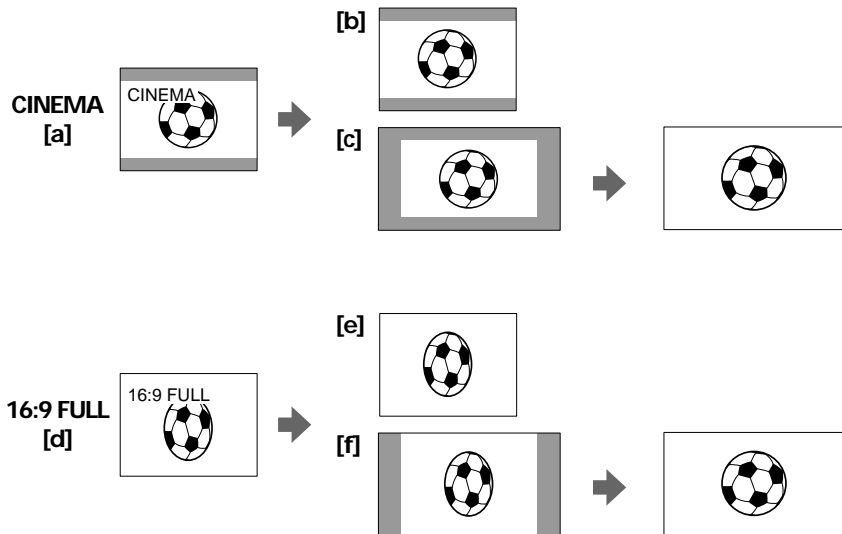 [b]
CINEMA
CINEMA
[a]
[c]
[e]
16:9 FULL
16:9 FULL
[d]
[f]